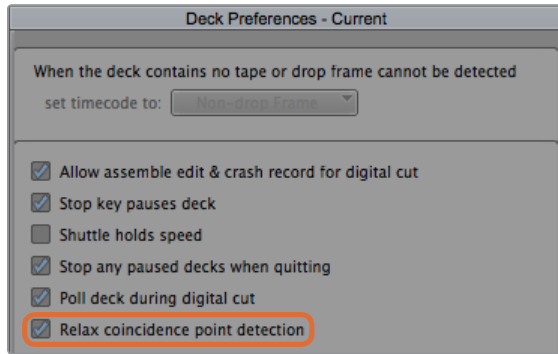 Deck Preferences - Current
When the deck contains no tape or drop frame cannot be detected
set timecode to: Non-drop Frame
Allow assemble edit & crash record for digital cut
Stop key pauses deck
Shuttle holds speed
Stop any paused decks when quitting
Poll deck during digital cut
Relax coincidence point detection